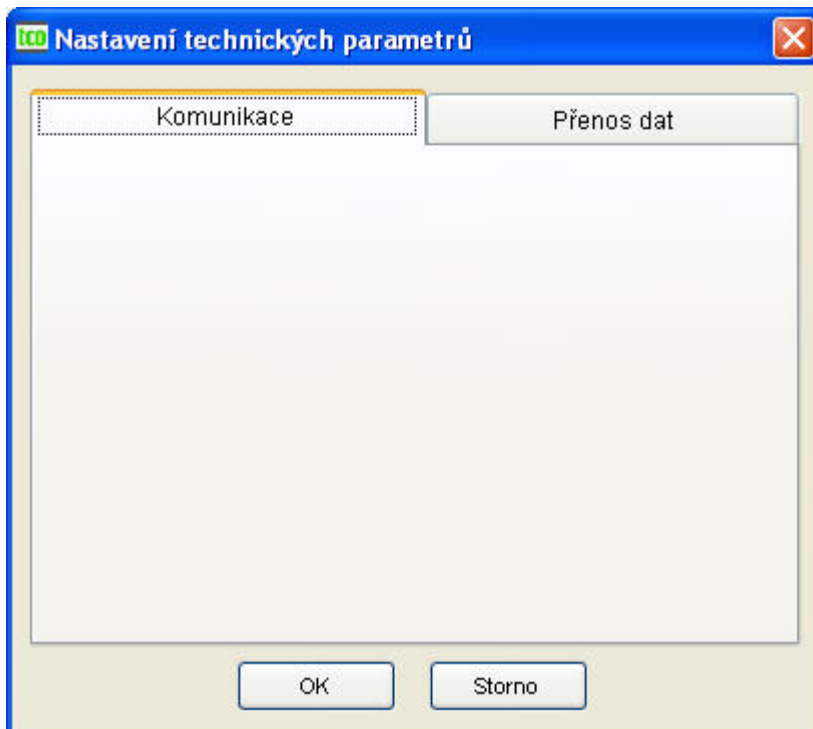 tco Nastavení technických parametrů
Komunikace Přenos dat
OK Storno